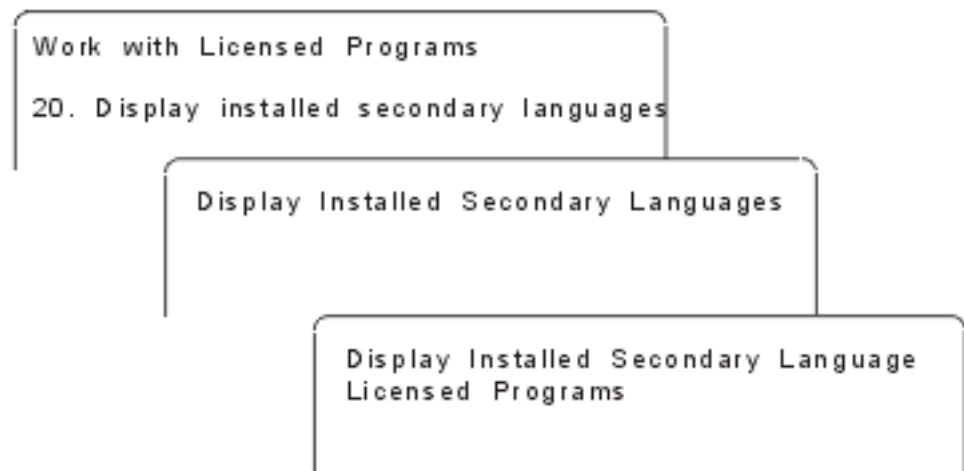 Work with Licensed Programs
20. Display installed secondary languages
Display Installed Secondary Languages
Display Installed Secondary Language
Licensed Programs